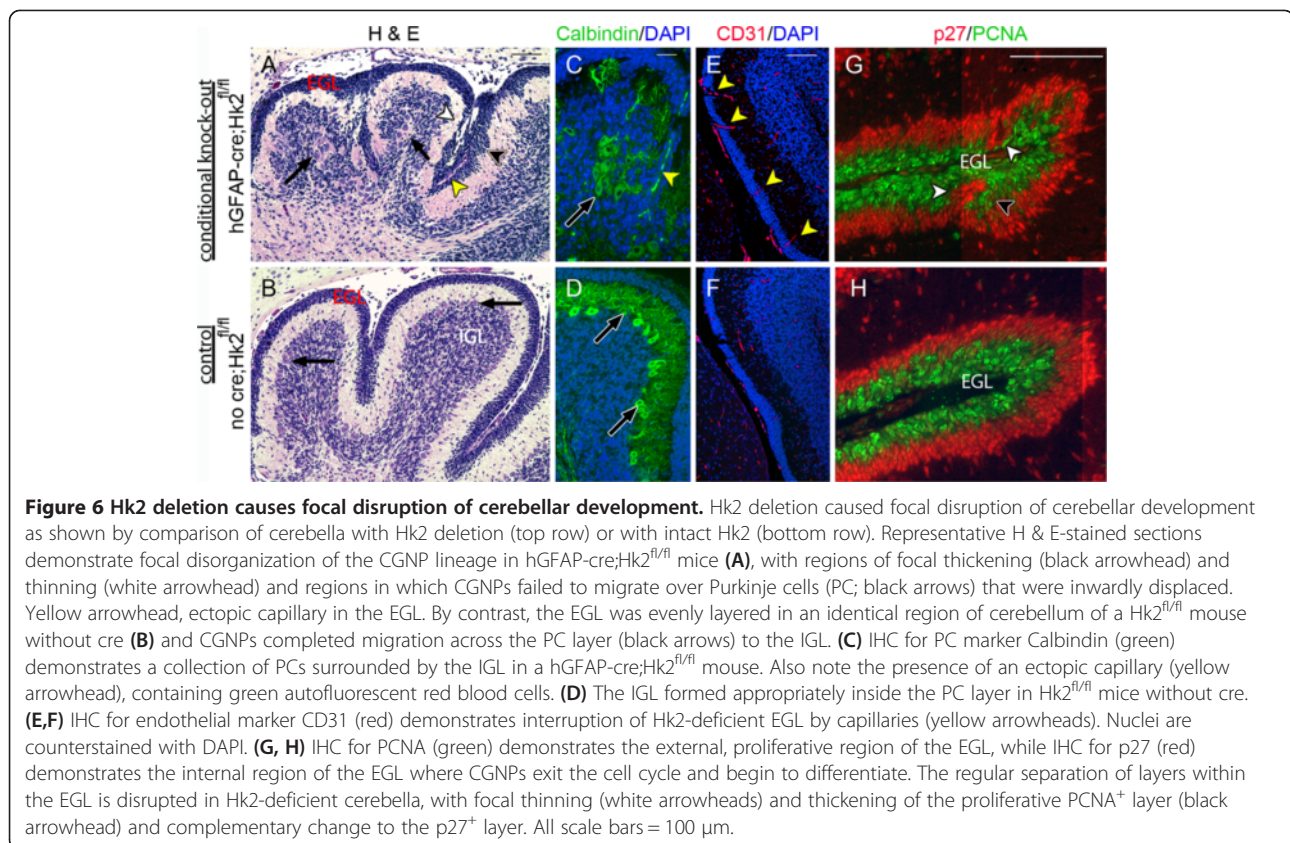 H & E
Calbindin/DAPI
CD31/DAPI
p27/PCNA
conditional knock-out
hGFAP-cre;Hk2fl/fl
control
no cre;Hk2fl/fl
A
EGL
C
E
G
EGL
B
EGL
IGL
D
F
H
EGL
Figure 6 Hk2 deletion causes focal disruption of cerebellar development. Hk2 deletion caused focal disruption of cerebellar development
as shown by comparison of cerebella with Hk2 deletion (top row) or with intact Hk2 (bottom row). Representative H & E-stained sections
demonstrate focal disorganization of the CGNP lineage in hGFAP-cre;Hk2fl/fl mice (A), with regions of focal thickening (black arrowhead) and
thinning (white arrowhead) and regions in which CGNPs failed to migrate over Purkinje cells (PC; black arrows) that were inwardly displaced.
Yellow arrowhead, ectopic capillary in the EGL. By contrast, the EGL was evenly layered in an identical region of cerebellum of a Hk2fl/fl mouse
without cre (B) and CGNPs completed migration across the PC layer (black arrows) to the IGL. (C) IHC for PC marker Calbindin (green)
demonstrates a collection of PCs surrounded by the IGL in a hGFAP-cre;Hk2fl/fl mouse. Also note the presence of an ectopic capillary (yellow
arrowhead), containing green autofluorescent red blood cells. (D) The IGL formed appropriately inside the PC layer in Hk2fl/fl mice without cre.
(E,F) IHC for endothelial marker CD31 (red) demonstrates interruption of Hk2-deficient EGL by capillaries (yellow arrowheads). Nuclei are
counterstained with DAPI. (G, H) IHC for PCNA (green) demonstrates the external, proliferative region of the EGL, while IHC for p27 (red)
demonstrates the internal region of the EGL where CGNPs exit the cell cycle and begin to differentiate. The regular separation of layers within
the EGL is disrupted in Hk2-deficient cerebella, with focal thinning (white arrowheads) and thickening of the proliferative PCNA+ layer (black
arrowhead) and complementary change to the p27+ layer. All scale bars = 100 μm.